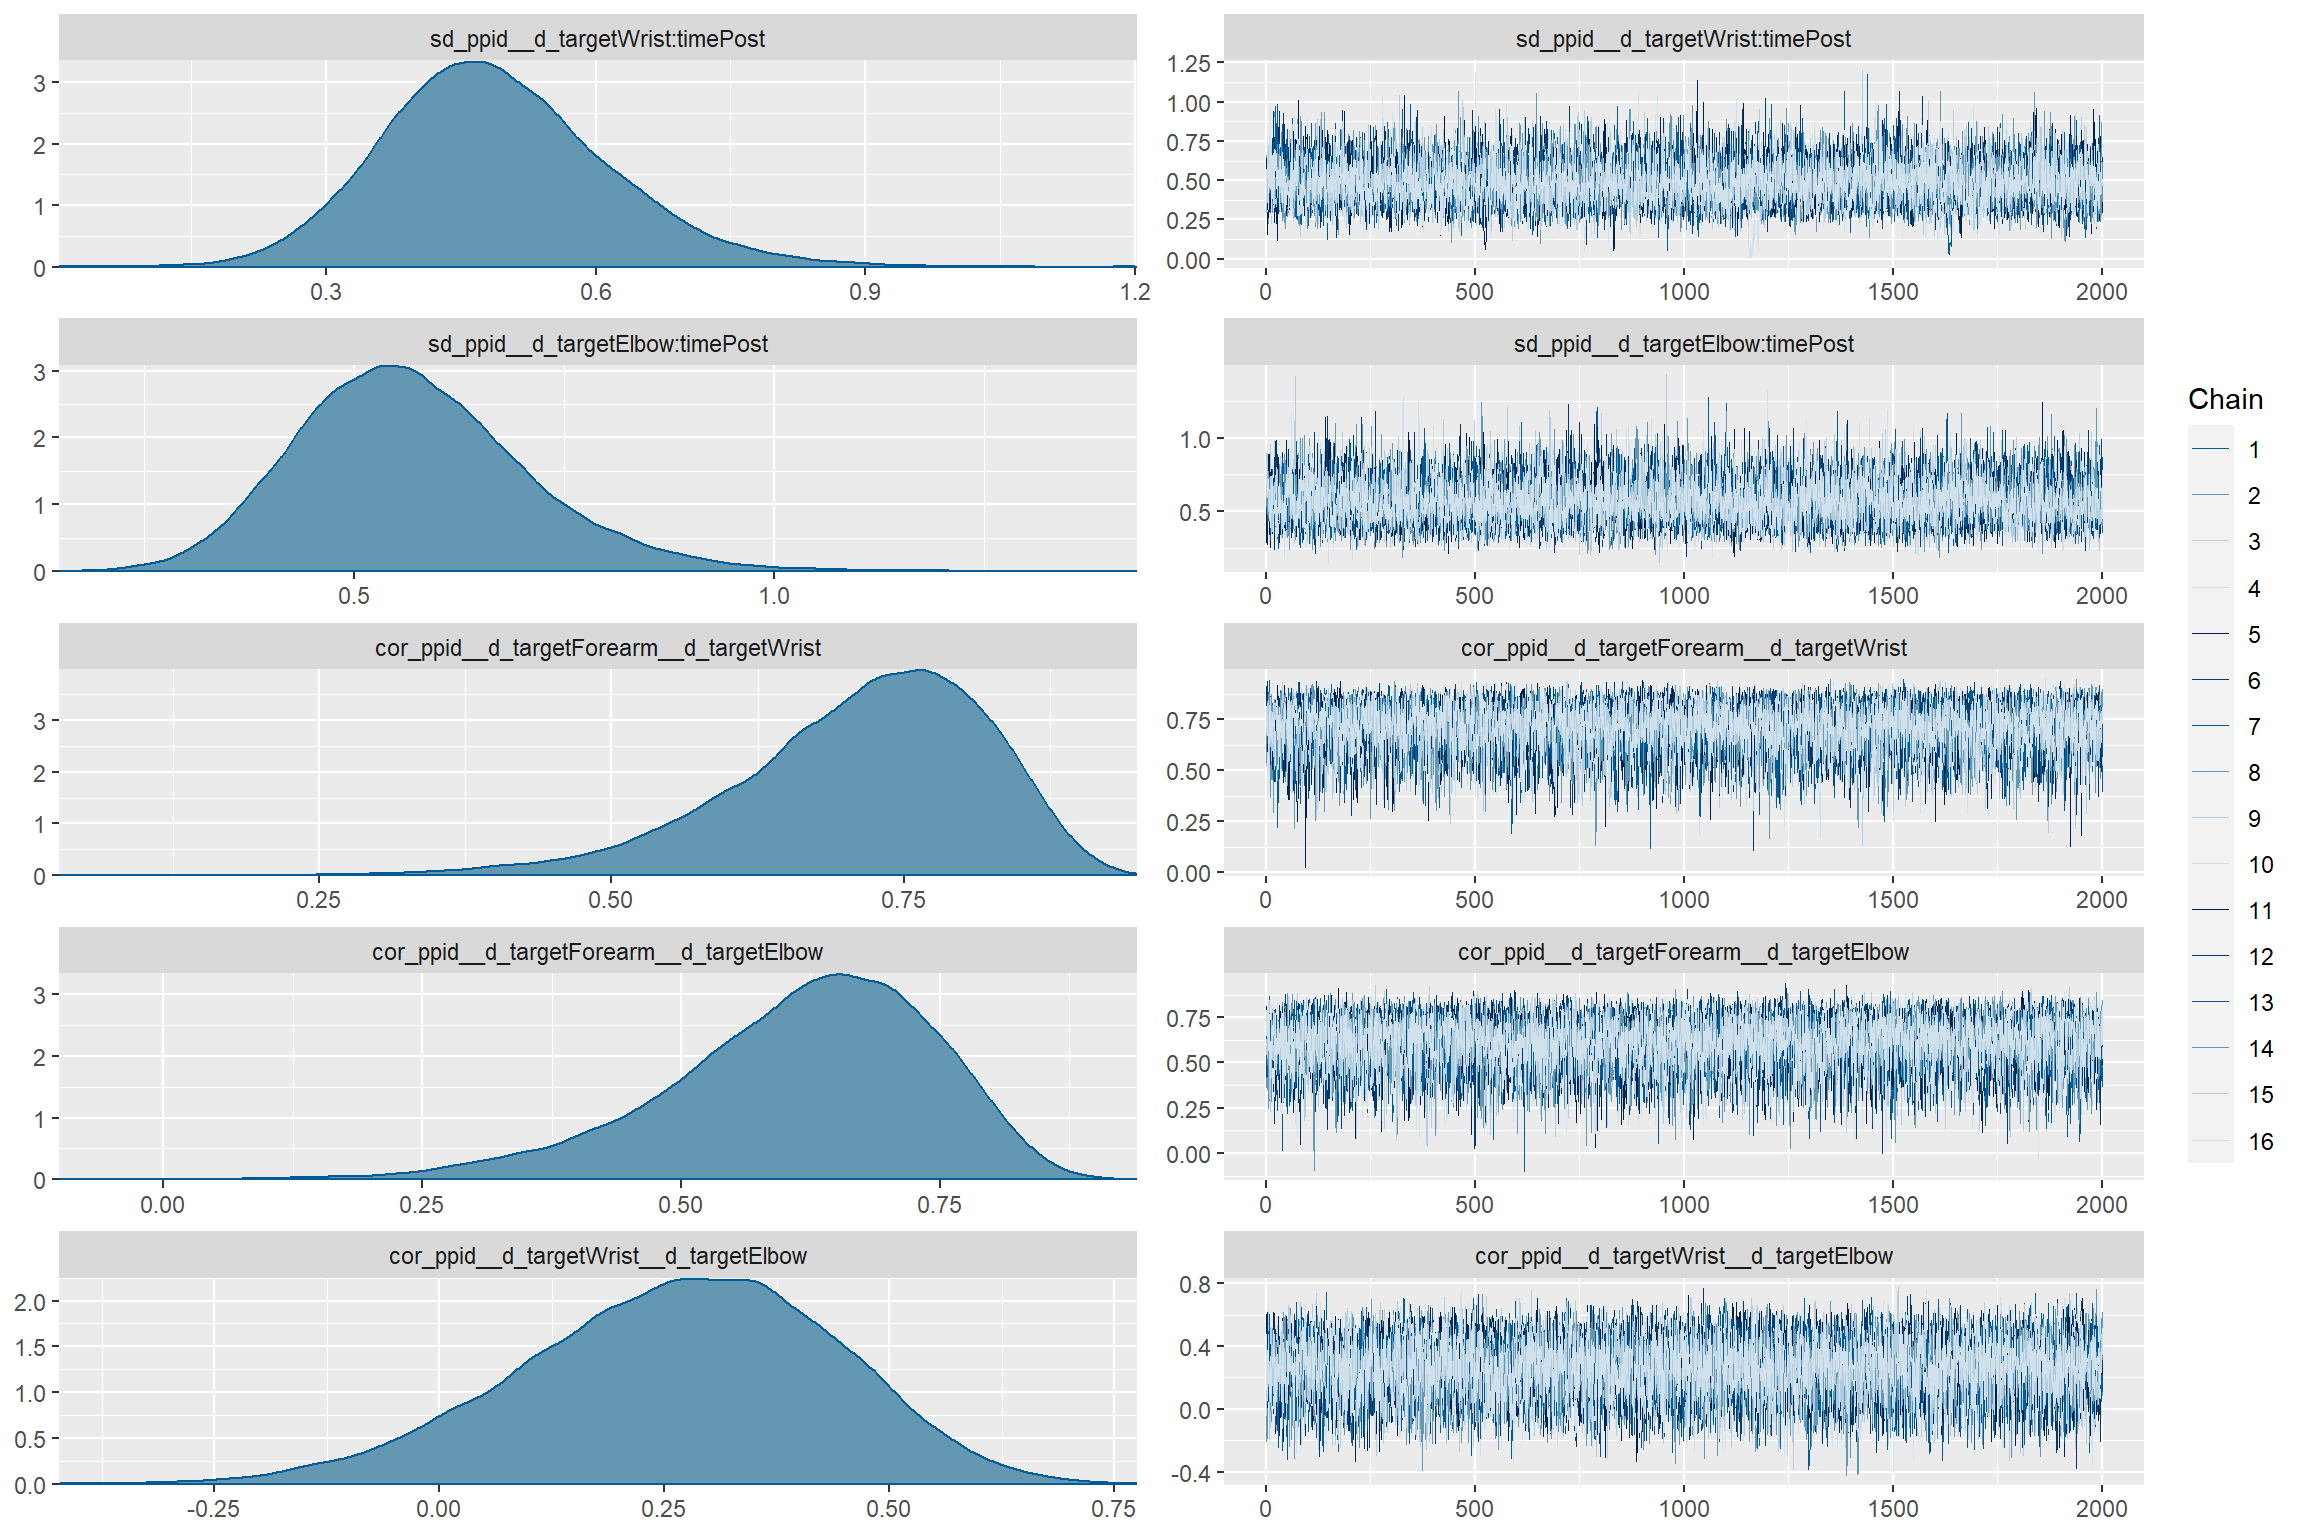 sd_ppid__d_targetWrist:timePost
sd_ppid__d_targetWrist:timePost
3
2
1
0
0.3 0.6 0.9 1.2
1.25
1.00
0.75
0.50
0.25
0.00
0 500 1000 1500 2000
sd_ppid__d_targetElbow:timePost
sd_ppid__d_targetElbow:timePost
3
2
1
0
0.5 1.0
1.0
0.5
0 500 1000 1500 2000
cor_ppid__d_targetForearm__d_targetWrist
cor_ppid__d_targetForearm__d_targetWrist
3
2
1
0
0.25 0.50 0.75
0.75
0.50
0.25
0.00
0 500 1000 1500 2000
cor_ppid__d_targetForearm__d_targetElbow
cor_ppid__d_targetForearm__d_targetElbow
3
2
1
0
0.00 0.25 0.50 0.75
0.75
0.50
0.25
0.00
0 500 1000 1500 2000
cor_ppid__d_targetWrist__d_targetElbow
cor_ppid__d_targetWrist__d_targetElbow
2.0
1.5
1.0
0.5
0.0
-0.25 0.00 0.25 0.50 0.75
0.8
0.4
0.0
-0.4
0 500 1000 1500 2000
Chain
1
2
3
4
5
6
7
8
9
10
11
12
13
14
15
16